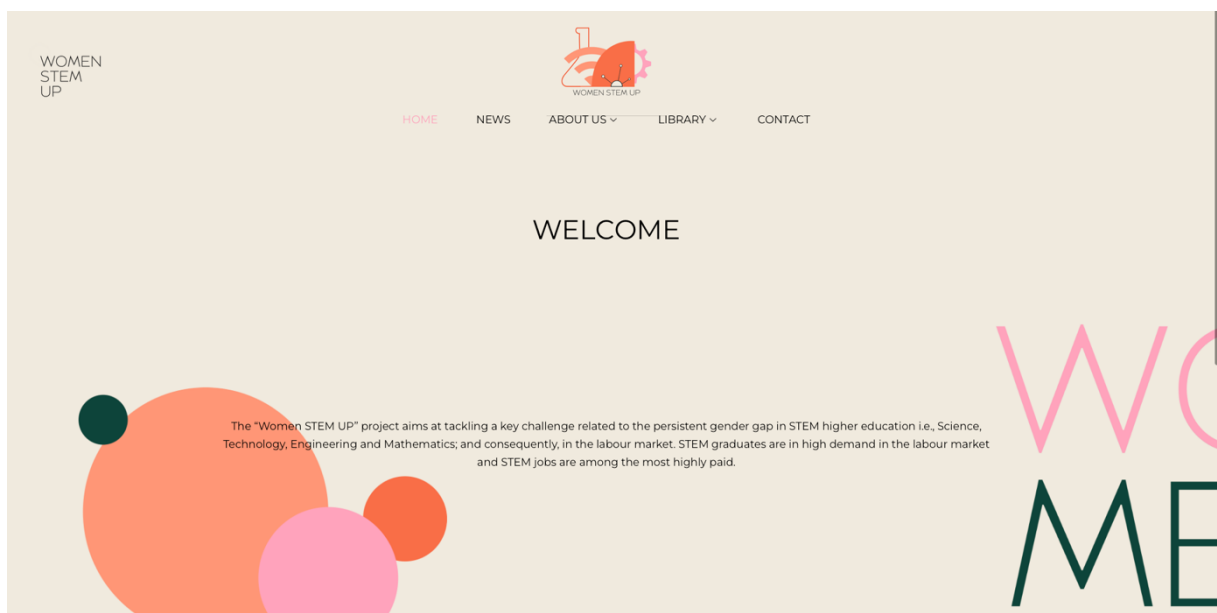 WOMEN
STEM
UP
WOMEN STEM UP
HOME NEWS ABOUT US LIBRARY CONTACT
WELCOME
The “Women STEM UP” project aims at tackling a key challenge related to the persistent gender gap in STEM higher education i.e., Science,
Technology, Engineering and Mathematics; and consequently, in the labour market. STEM graduates are in high demand in the labour market
and STEM jobs are among the most highly paid.
WO
ME